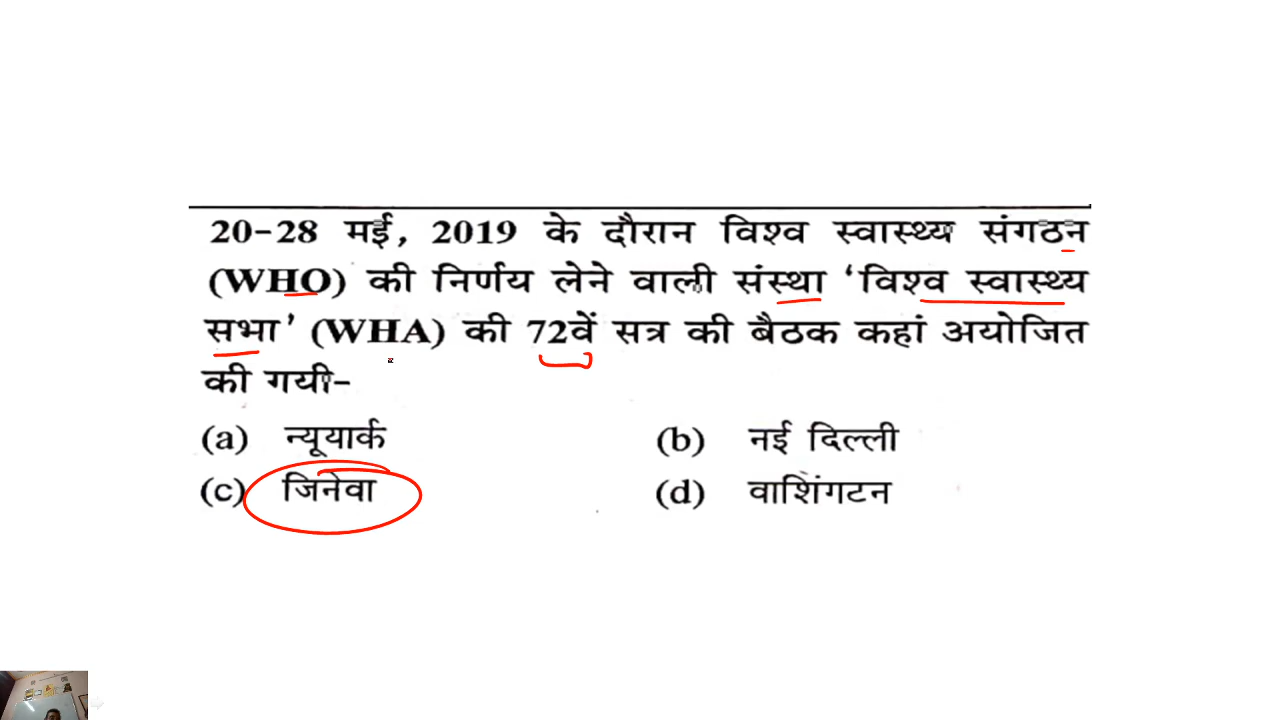 20-28 मई, 2019 के दौरान विश्व स्वास्थ्य संगठन
(WHO) की निर्णय लेने वाली संस्था ‘विश्व स्वास्थ्य
सभा’ (WHA) की 72वें सत्र की बैठक कहां अयोजित
की गयी-
(a) न्यूयार्क (b) नई दिल्ली
(c) जिनेवा (d) वाशिंगटन